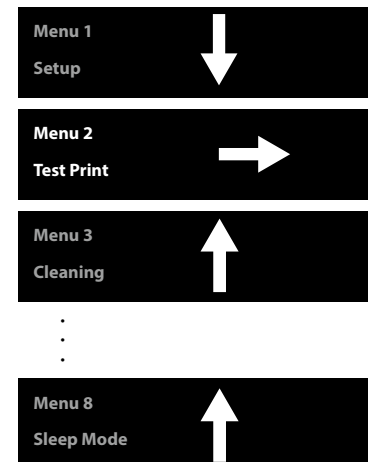 Menu 1
Setup
Menu 2
Test Print
Menu 3
Cleaning
.
.
.
Menu 8
Sleep Mode